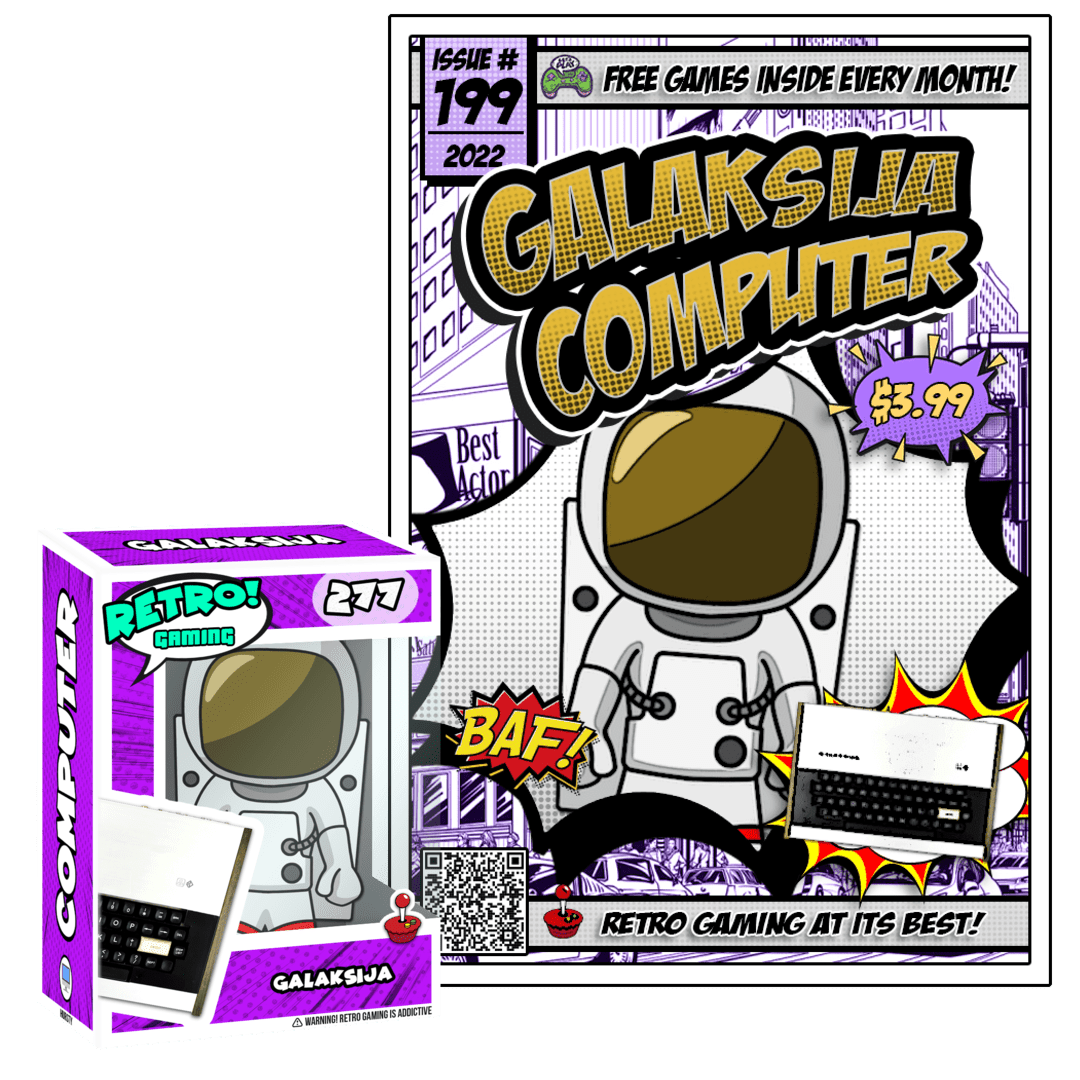 ISSUE #
199
2022
FREE GAMES INSIDE EVERY MONTH!
GALAKSIJA
COMPUTER
$3.99
Best
Actor
BAF!
RETRO GAMING AT ITS BEST!
GALAKSIJA
COMPUTER
RETRO!
GAMING
277
GALAKSIJA
WARNING! RETRO GAMING IS ADDICTIVE
HURSTY